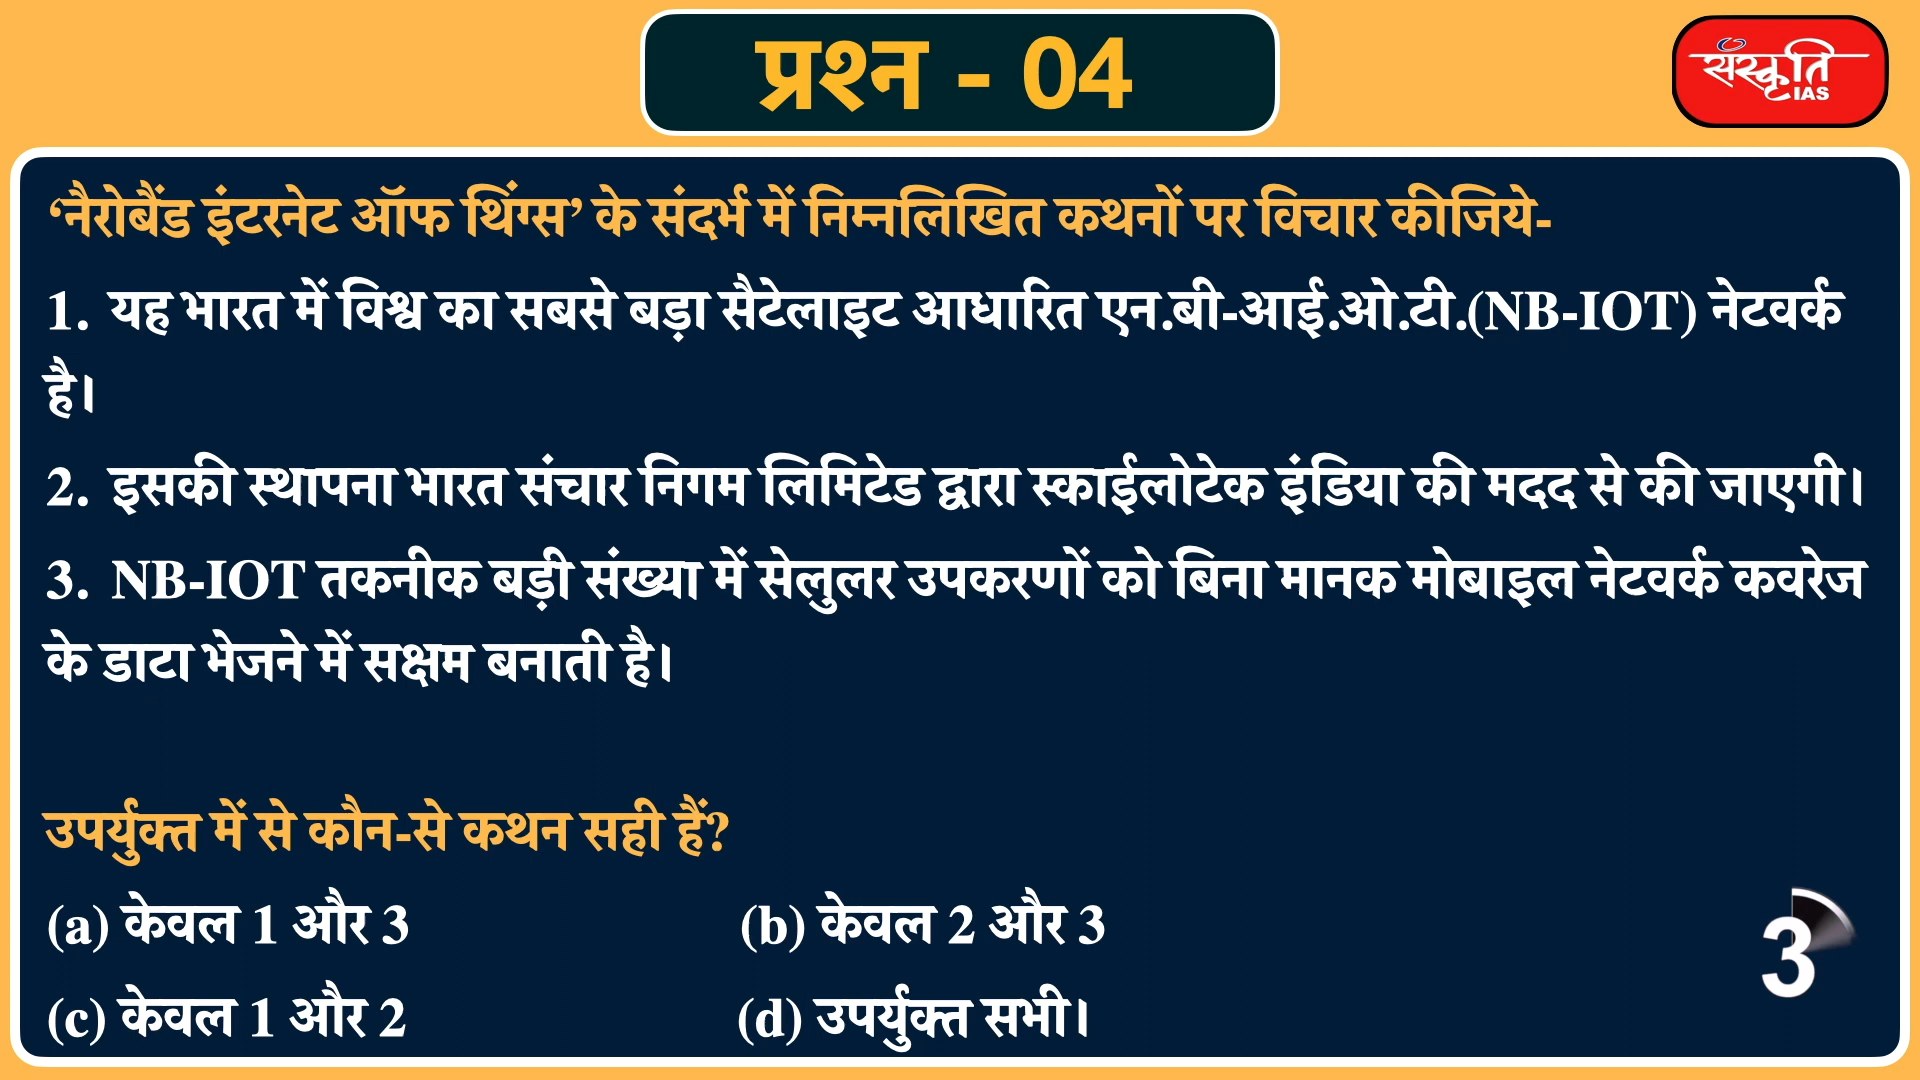 प्रश्न - 04
संस्कृति
IAS
‘नैरोबैंड इंटरनेट ऑफ थिंग्स’ के संदर्भ में निम्नलिखित कथनों पर विचार कीजिये-
1. यह भारत में विश्व का सबसे बड़ा सैटेलाइट आधारित एन.बी-आई.ओ.टी.(NB-IOT) नेटवर्क
है।
2. इसकी स्थापना भारत संचार निगम लिमिटेड द्वारा स्काईलोटेक इंडिया की मदद से की जाएगी।
3. NB-IOT तकनीक बड़ी संख्या में सेलुलर उपकरणों को बिना मानक मोबाइल नेटवर्क कवरेज
के डाटा भेजने में सक्षम बनाती है।
उपर्युक्त में से कौन-से कथन सही हैं?
(a) केवल 1 और 3 (b) केवल 2 और 3
3
(c) केवल 1 और 2 (d) उपर्युक्त सभी।